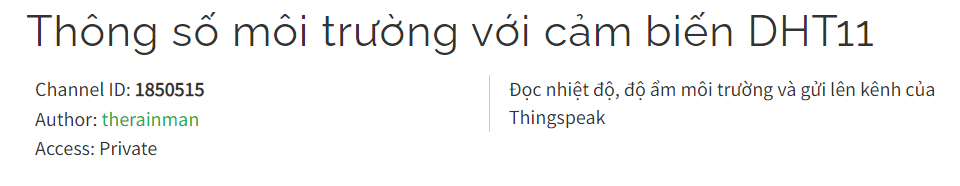 Thông số môi trường với cảm biến DHT11
Channel ID: 1850515
Author: therainman
Access: Private
Đọc nhiệt độ, độ ẩm môi trường và gửi lên kênh của
Thingspeak